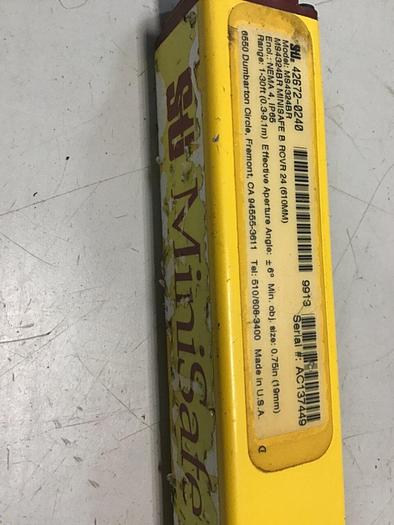 Sti. 42672-0240
Model: MS4324BR
MS4324BR MINISAFE B RCVR 24 (610MM)
Encl.: NEMA 4, IP65
Range: 1-30ft (0.3-9.1m) Effective Aperture Angle: ± 6° Min. obj. size: 0.75in (19mm)
6550 Dumbarton Circle, Fremont, CA 94555-3611 Tel: 510/608-3400 Made in U.S.A.
9913
Serial #: AC137449
D
Sti MiniSafe